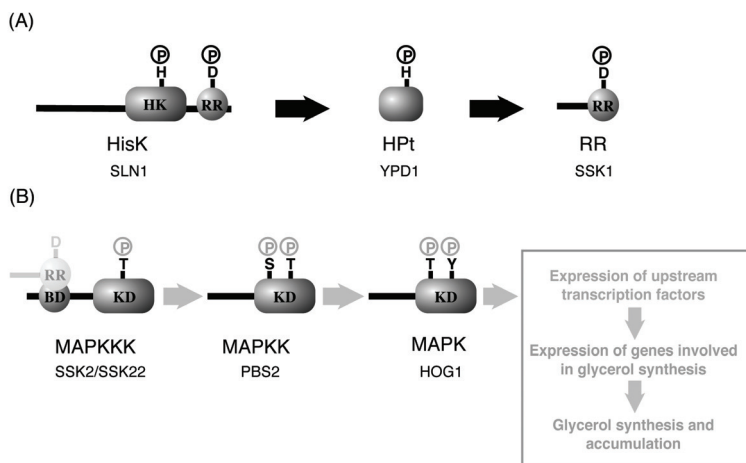 (A)
P P P P
H D H D
HK RR RR
HisK HPt RR
SLN1 YPD1 SSK1
(B)
D P P P P P
T S T T Y
RR
BD KD KD KD
MAPKKK MAPKK MAPK
SSK2/SSK22 PBS2 HOG1
Expression of upstream
transcription factors
Expression of genes involved
in glycerol synthesis
Glycerol synthesis and
accumulation